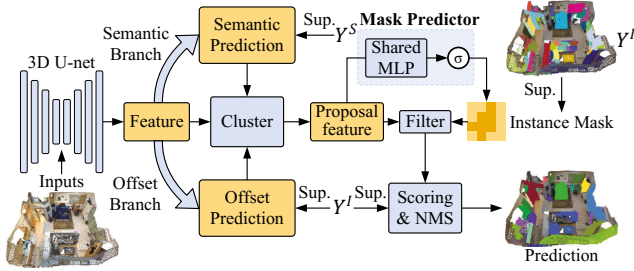 3D U-net
Inputs
Semantic
Branch
Offset
Branch
Feature
Semantic
Prediction
Cluster
Offset
Prediction
Sup.
Y^S
Sup.
Y^I
Sup.
Mask Predictor
Shared
MLP
σ
Proposal
feature
Filter
Scoring
& NMS
Y^I
Sup.
Instance Mask
Prediction